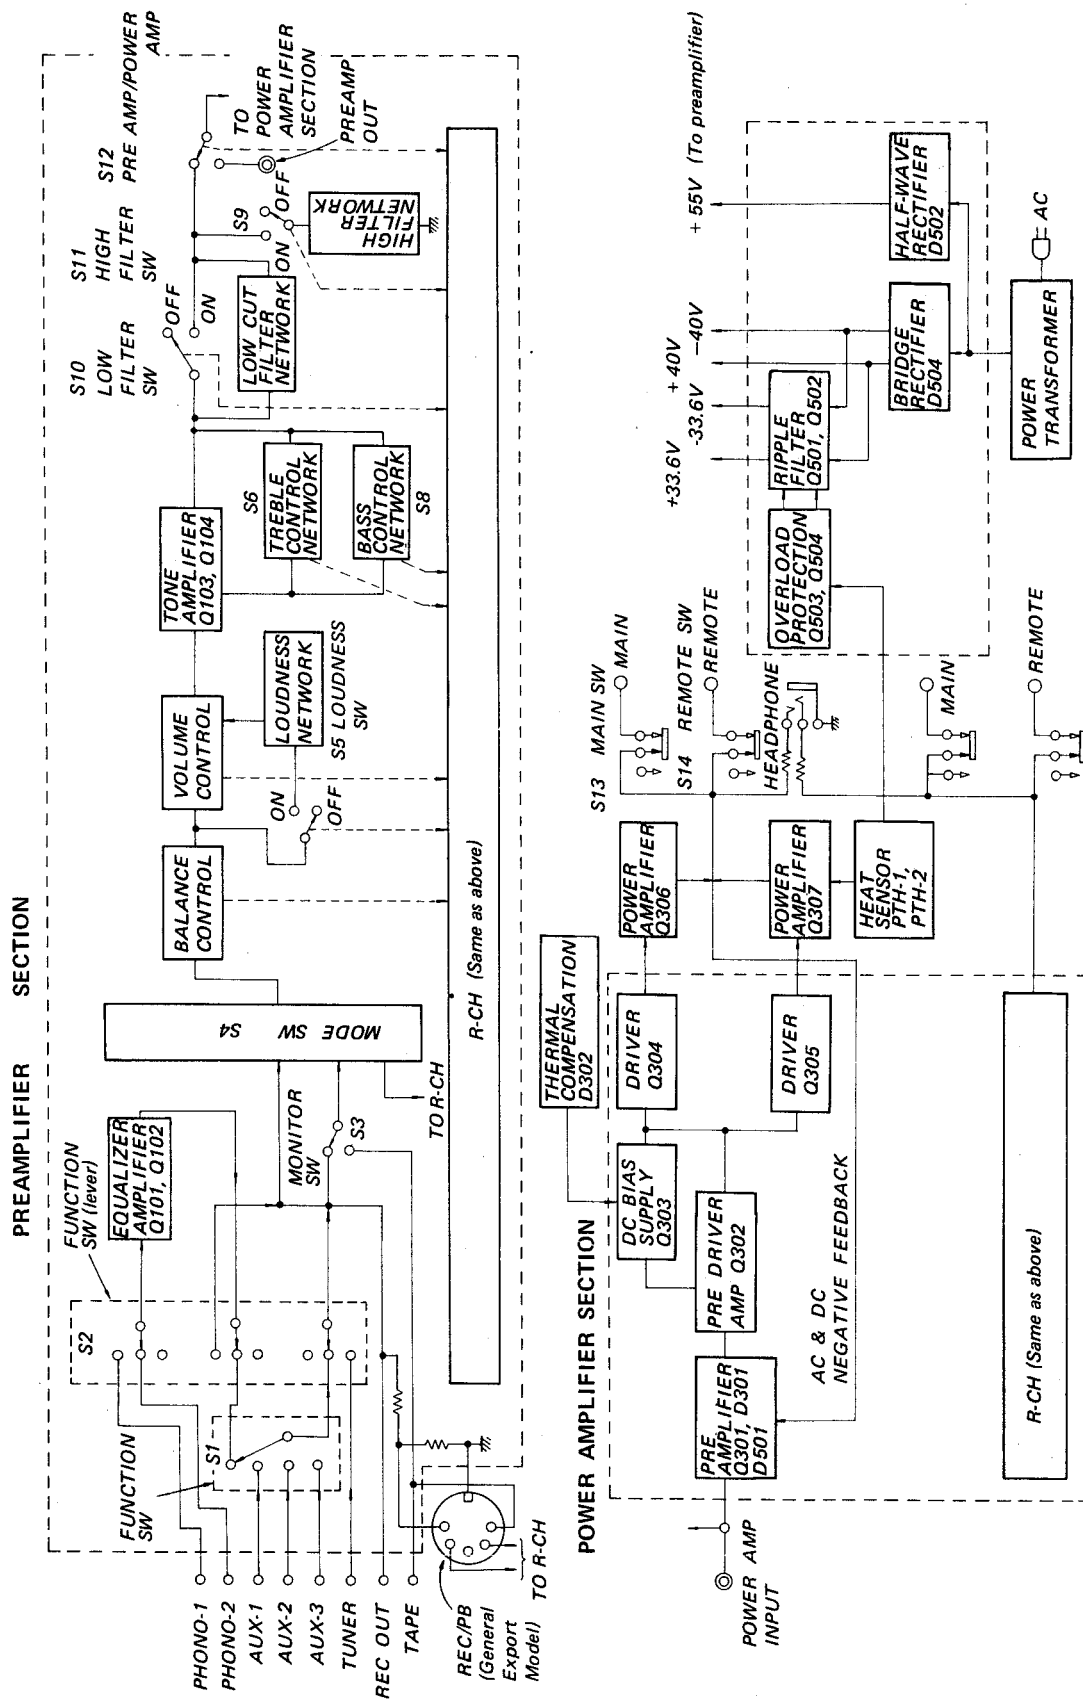 PREAMPLIFIER SECTION
PHONO-1
PHONO-2
AUX-1
AUX-2
AUX-3
TUNER
REC OUT
TAPE
REC/PB
(General
Export
Model)
TO R-CH
FUNCTION
SW
S1
S2
FUNCTION
SW (lever)
EQUALIZER
AMPLIFIER
Q101, Q102
MONITOR
SW
S3
TO R-CH
MODE SW S4
BALANCE
CONTROL
VOLUME
CONTROL
ON
OFF
LOUDNESS
NETWORK
S5 LOUDNESS
SW
TONE
AMPLIFIER
Q103, Q104
S6
TREBLE
CONTROL
NETWORK
BASS
CONTROL
NETWORK
S8
S10
LOW
FILTER
SW
OFF
ON
LOW CUT
FILTER
NETWORK
S11
HIGH
FILTER
SW
S9
ON
OFF
HIGH
FILTER
NETWORK
S12
PRE AMP/POWER
AMP
TO
POWER
AMPLIFIER
SECTION
PREAMP
OUT
R-CH (Same as above)
POWER AMPLIFIER SECTION
POWER AMP
INPUT
PRE
AMPLIFIER
Q301, D301
D501
PRE DRIVER
AMP Q302
DC BIAS
SUPPLY
Q303
THERMAL
COMPENSATION
D302
DRIVER
Q304
DRIVER
Q305
AC & DC
NEGATIVE FEEDBACK
POWER
AMPLIFIER
Q306
POWER
AMPLIFIER
Q307
HEAT
SENSOR
PTH-1,
PTH-2
S13 MAIN SW
MAIN
S14 REMOTE SW
REMOTE
HEADPHONE
MAIN
REMOTE
R-CH (Same as above)
OVERLOAD
PROTECTION
Q503, Q504
RIPPLE
FILTER
Q501, Q502
+33.6V
-33.6V
+40V
-40V
+55V (To preamplifier)
BRIDGE
RECTIFIER
D504
HALF-WAVE
RECTIFIER
D502
POWER
TRANSFORMER
AC